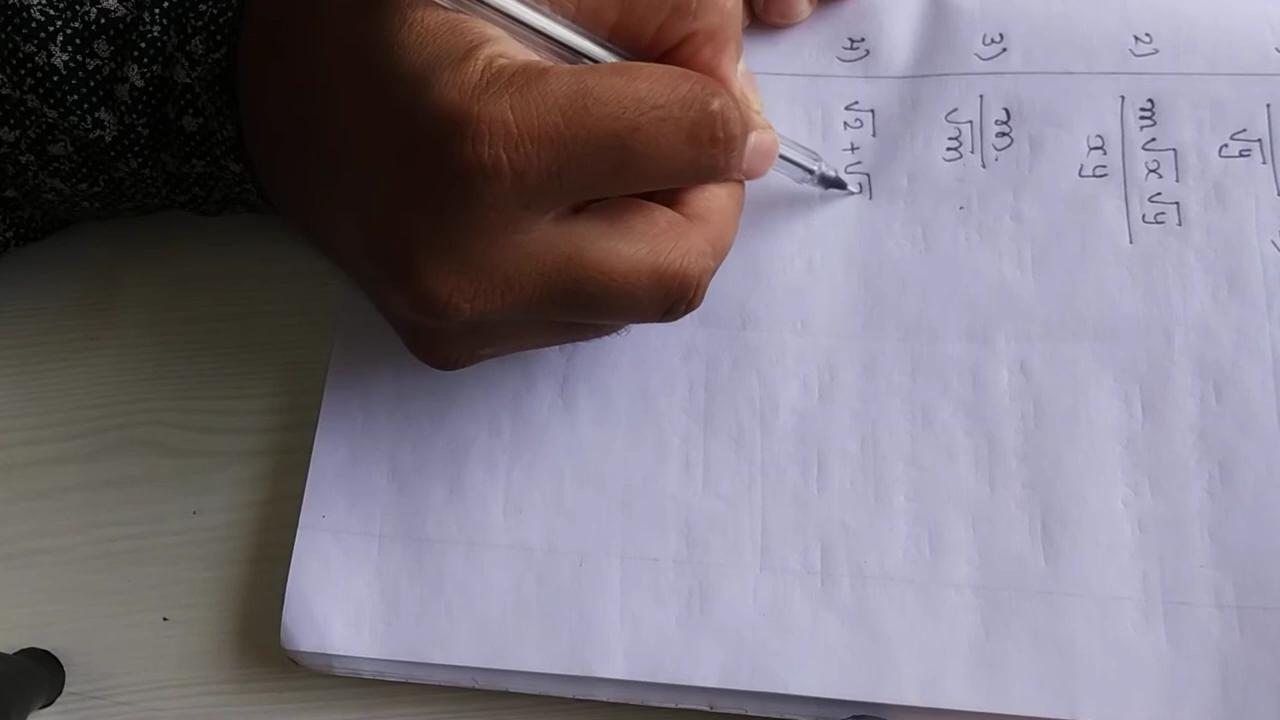 √y
2) m√x√y / xy
3) m / √m
4) √2 + √